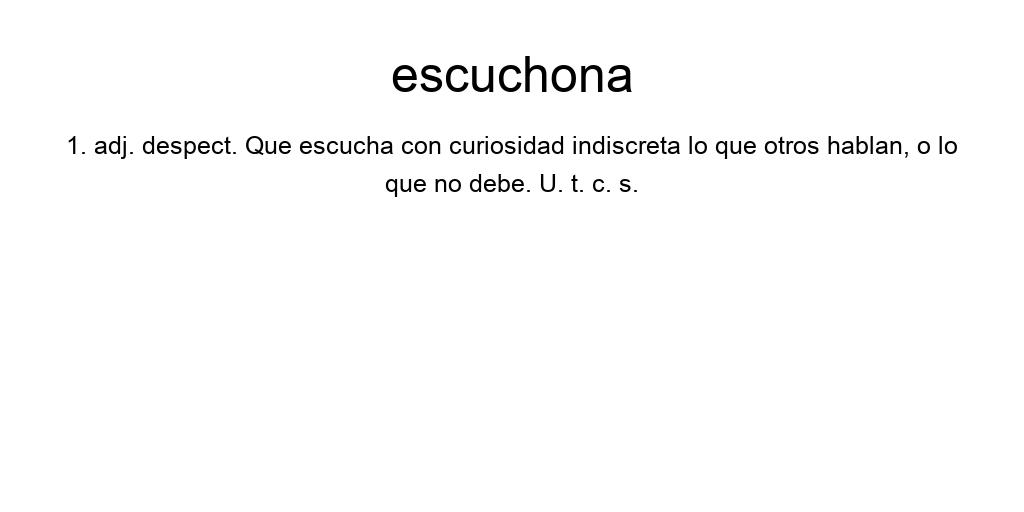 escuchona
1. adj. despect. Que escucha con curiosidad indiscreta lo que otros hablan, o lo
que no debe. U. t. c. s.